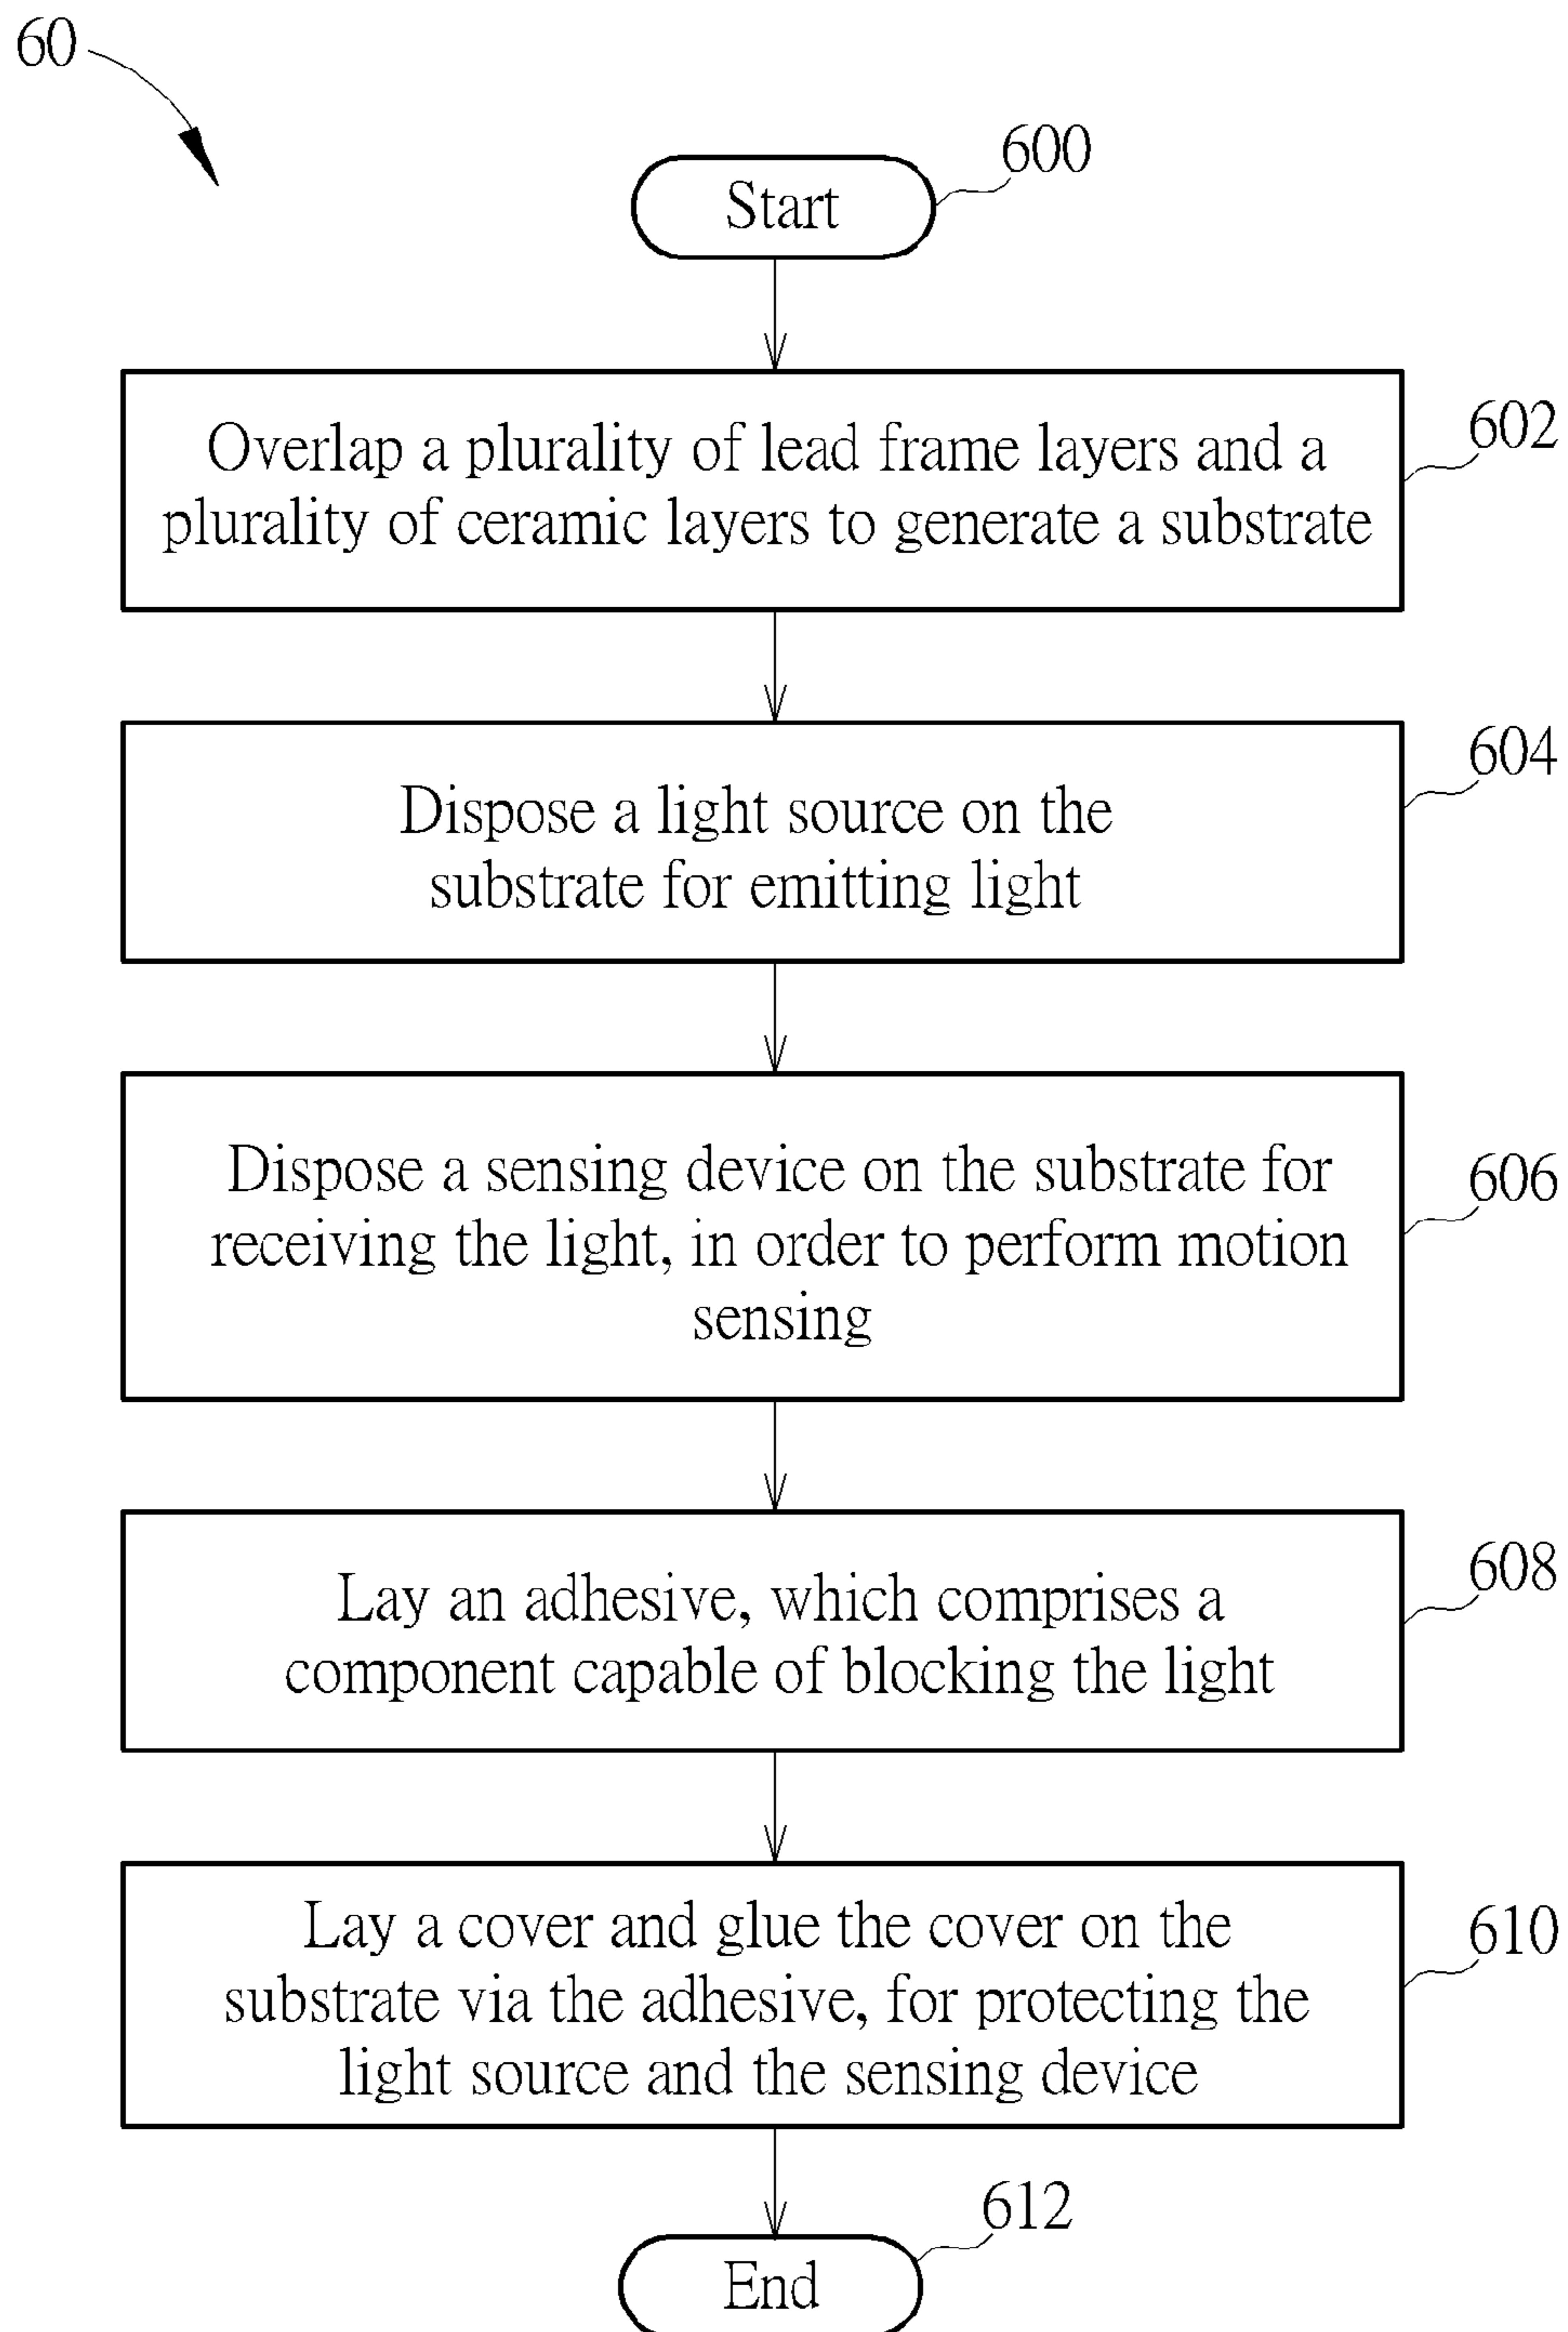 60
600
Start
602
Overlap a plurality of lead frame layers and a
plurality of ceramic layers to generate a substrate
604
Dispose a light source on the
substrate for emitting light
606
Dispose a sensing device on the substrate for
receiving the light, in order to perform motion
sensing
608
Lay an adhesive, which comprises a
component capable of blocking the light
610
Lay a cover and glue the cover on the
substrate via the adhesive, for protecting the
light source and the sensing device
612
End